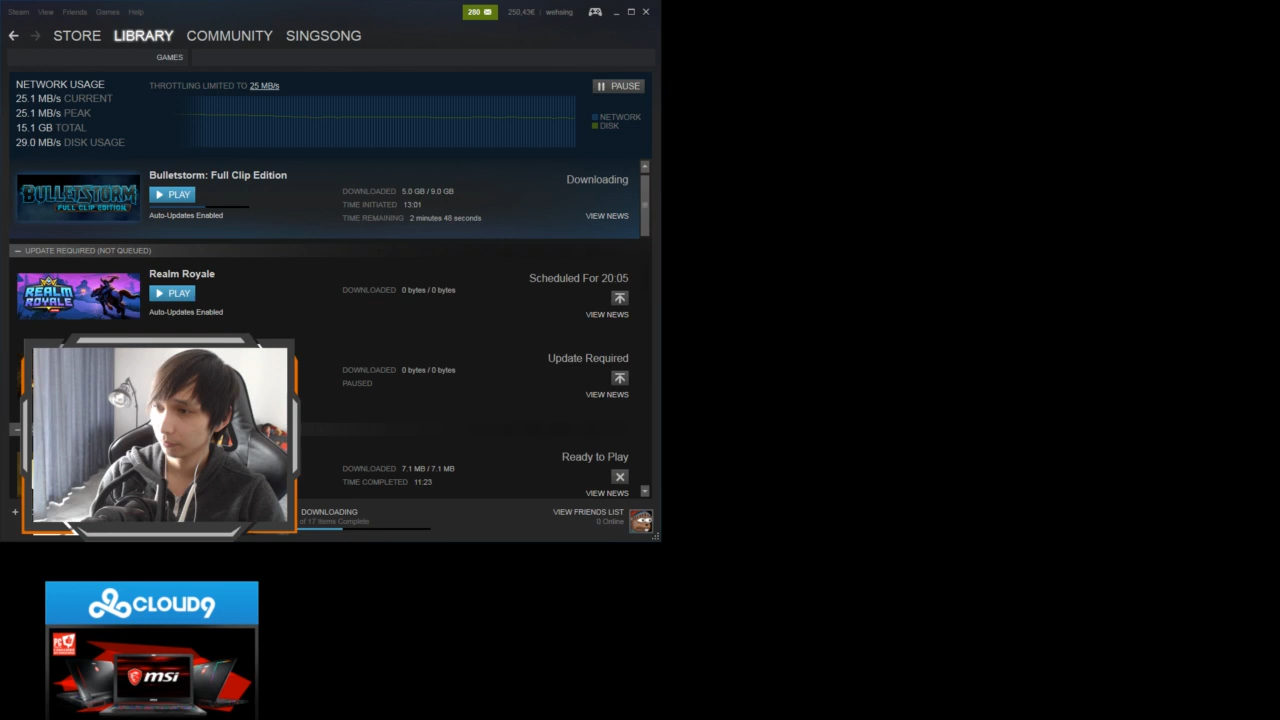 Steam View Friends Games Help
280
250,43€ | wehsing
STORE LIBRARY COMMUNITY SINGSONG
GAMES
NETWORK USAGE
THROTTLING LIMITED TO 25 MB/s
PAUSE
25.1 MB/s CURRENT
25.1 MB/s PEAK
15.1 GB TOTAL
29.0 MB/s DISK USAGE
NETWORK
DISK
BULLETSTORM
FULL CLIP EDITION
Bulletstorm: Full Clip Edition
PLAY
Auto-Updates Enabled
DOWNLOADED 5.0 GB / 9.0 GB
TIME INITIATED 13:01
TIME REMAINING 2 minutes 48 seconds
Downloading
VIEW NEWS
UPDATE REQUIRED (NOT QUEUED)
REALM
ROYALE
Realm Royale
PLAY
Auto-Updates Enabled
DOWNLOADED 0 bytes / 0 bytes
Scheduled For 20:05
VIEW NEWS
DOWNLOADED 0 bytes / 0 bytes
PAUSED
Update Required
VIEW NEWS
DOWNLOADED 7.1 MB / 7.1 MB
TIME COMPLETED 11:23
Ready to Play
VIEW NEWS
DOWNLOADING
of 17 Items Complete
VIEW FRIENDS LIST
0 Online
CLOUD9
msi